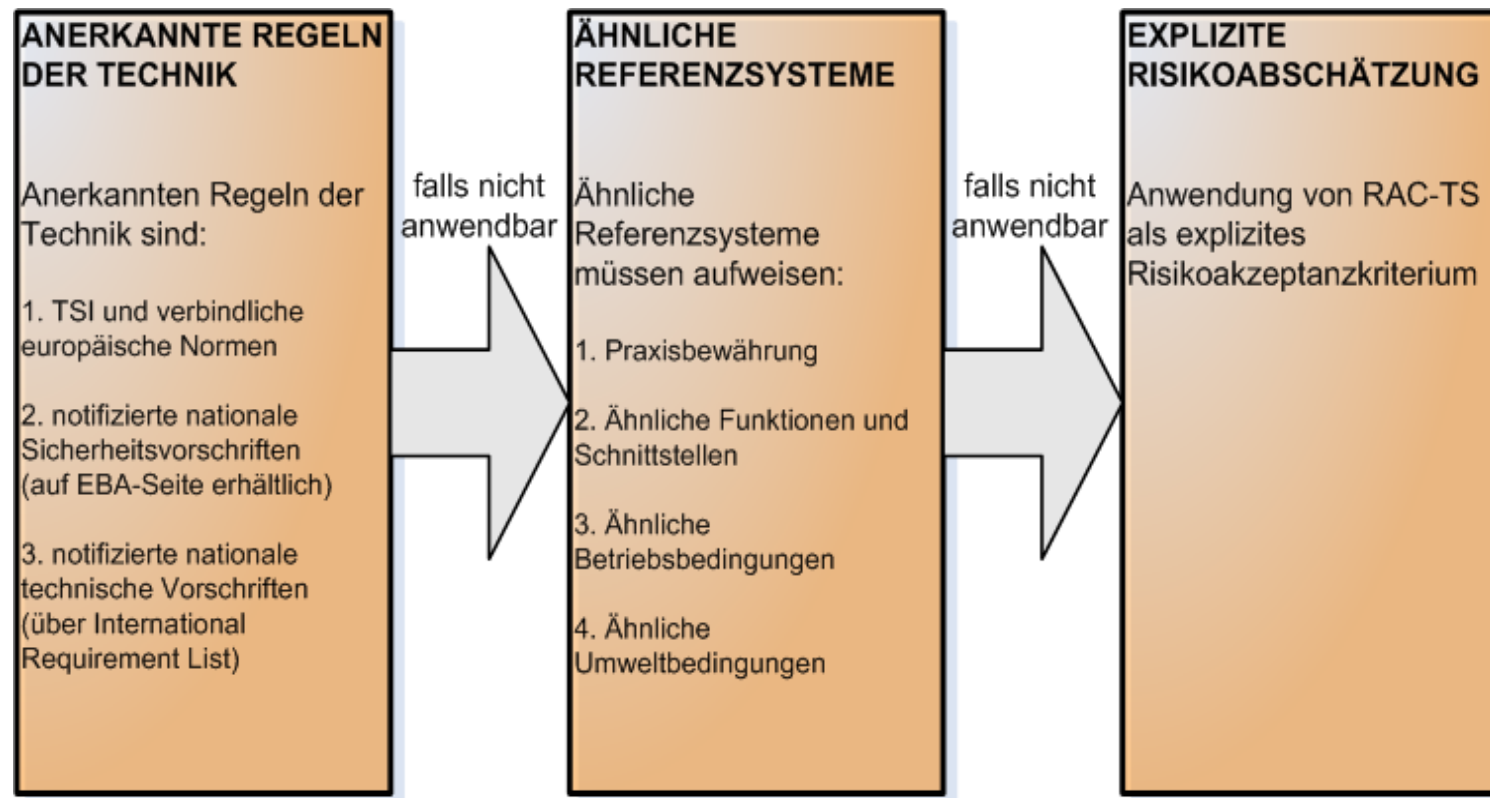 ANERKANNTE REGELN
DER TECHNIK
Anerkannten Regeln der
Technik sind:
1. TSI und verbindliche
europäische Normen
2. notifizierte nationale
Sicherheitsvorschriften
(auf EBA-Seite erhältlich)
3. notifizierte nationale
technische Vorschriften
(über International
Requirement List)
falls nicht
anwendbar
ÄHNLICHE
REFERENZSYSTEME
Ähnliche
Referenzsysteme
müssen aufweisen:
1. Praxisbewährung
2. Ähnliche Funktionen und
Schnittstellen
3. Ähnliche
Betriebsbedingungen
4. Ähnliche
Umweltbedingungen
falls nicht
anwendbar
EXPLIZITE
RISIKOABSCHÄTZUNG
Anwendung von RAC-TS
als explizites
Risikoakzeptanzkriterium